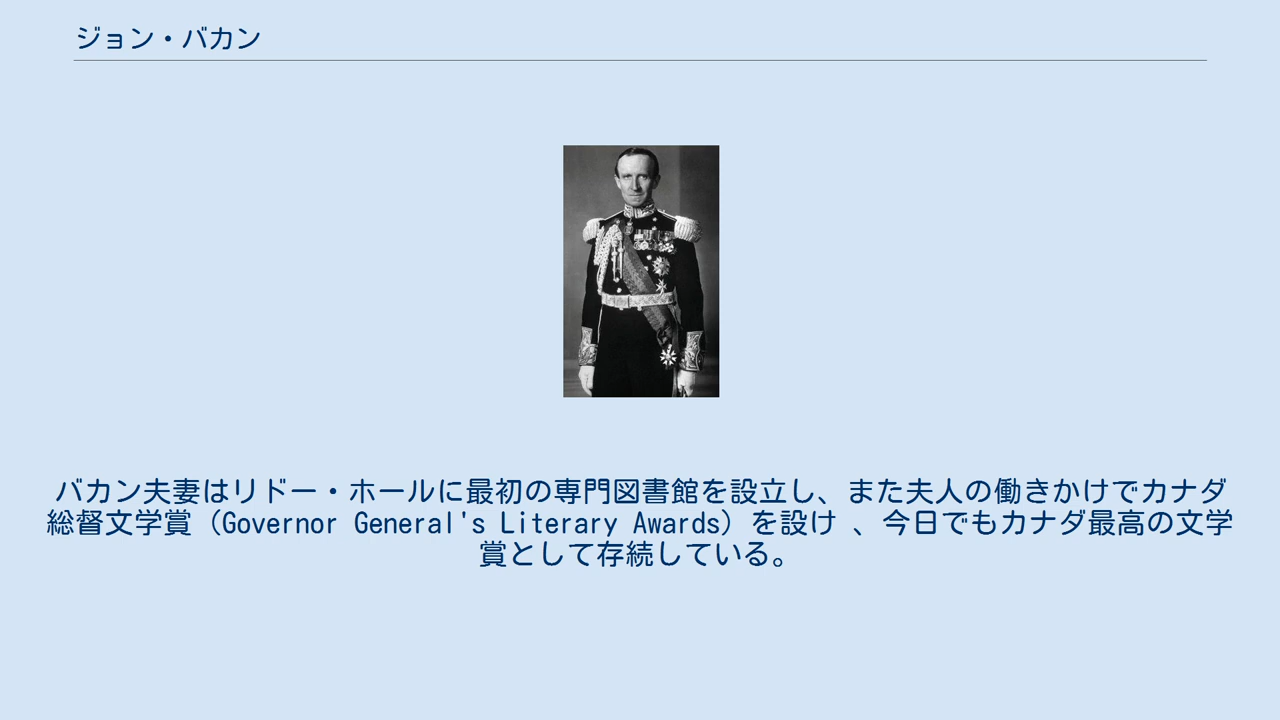 ジョン・バカン
バカン夫妻はリドー・ホールに最初の専門図書館を設立し、また夫人の働きかけでカナダ
総督文学賞（Governor General's Literary Awards）を設け 、今日でもカナダ最高の文学
賞として存続している。